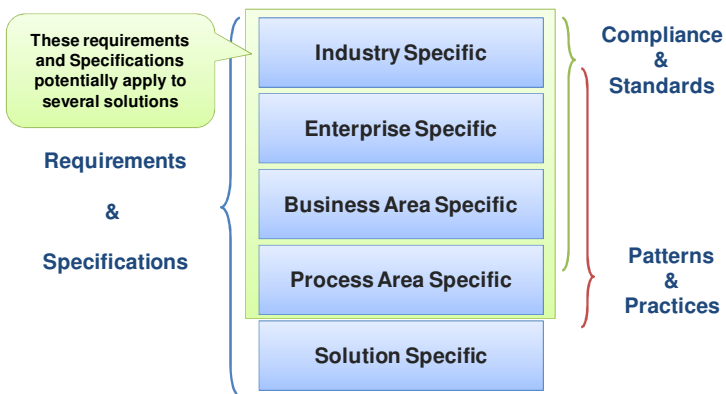 These requirements
and Specifications
potentially apply to
several solutions
Industry Specific
Enterprise Specific
Business Area Specific
Process Area Specific
Solution Specific
Requirements
&
Specifications
Compliance
&
Standards
Patterns
&
Practices